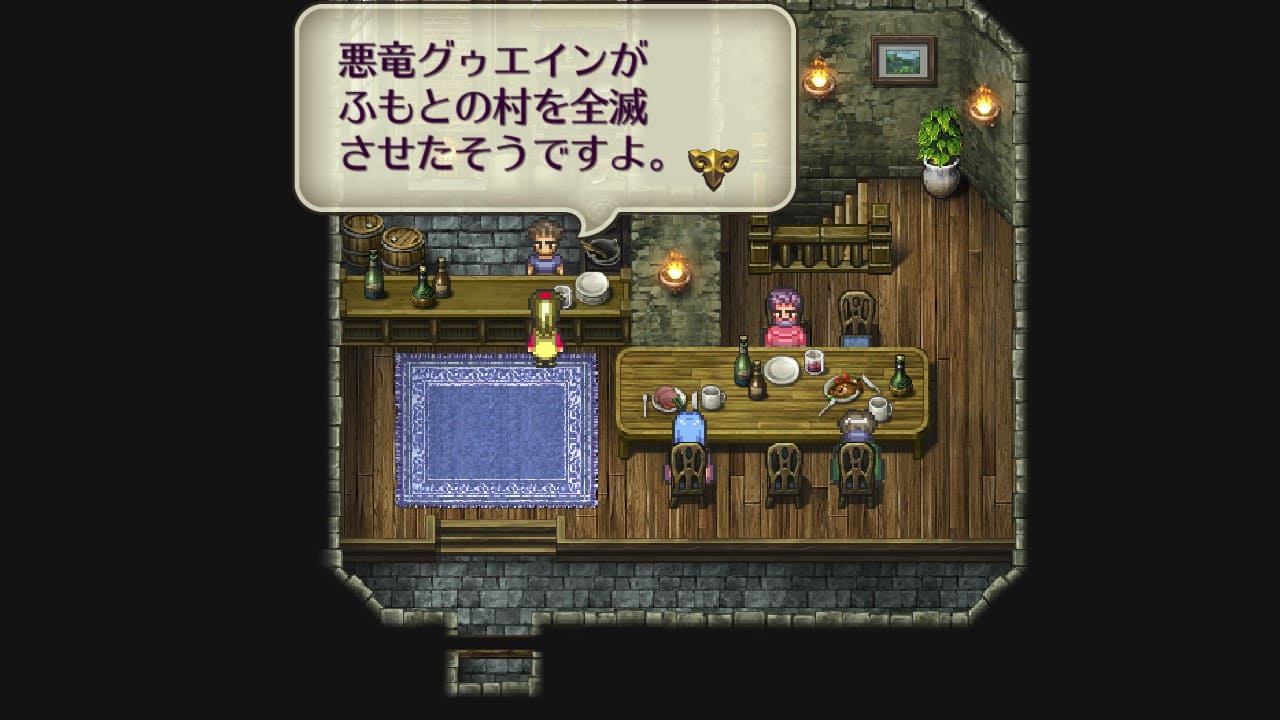 悪竜グゥエインが
ふもとの村を全滅
させたそうですよ。